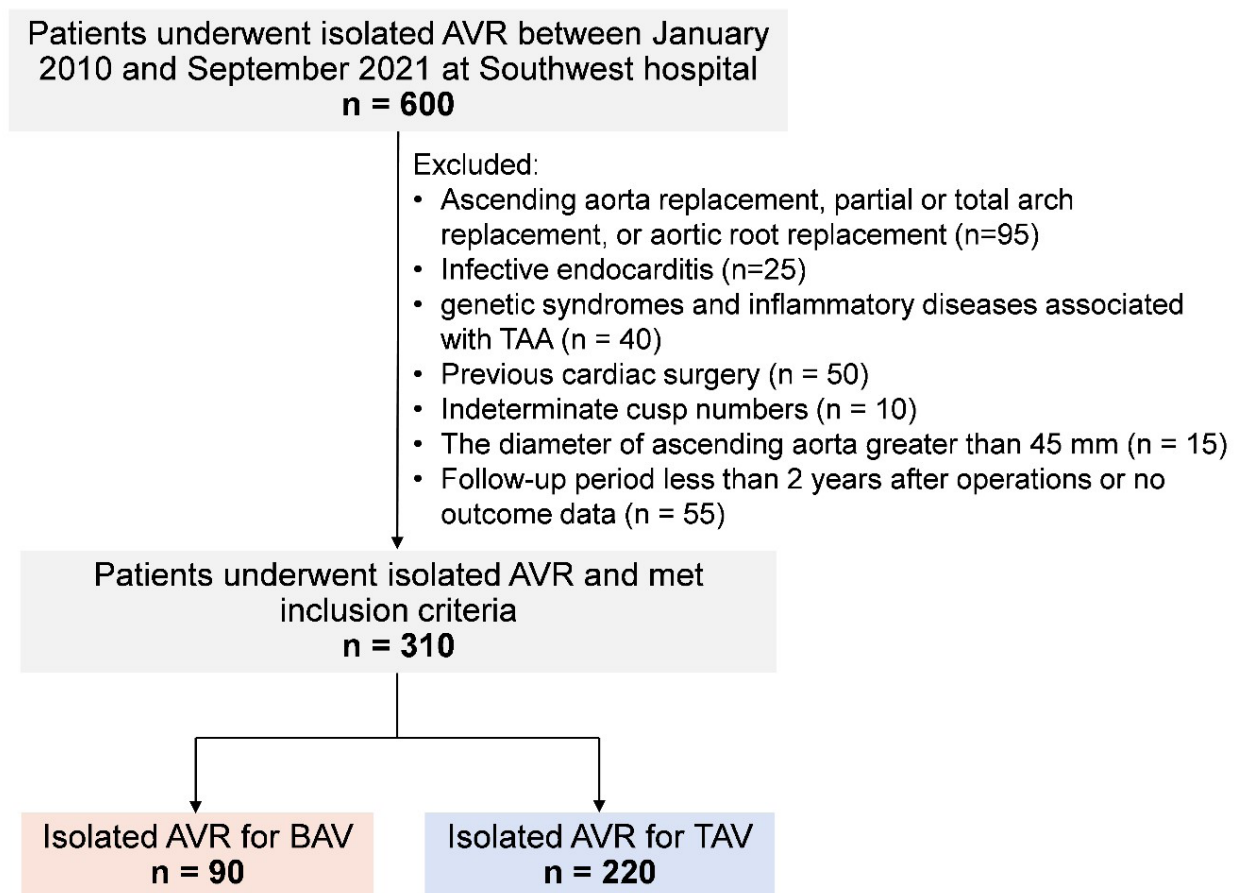 Patients underwent isolated AVR between January
2010 and September 2021 at Southwest hospital
n = 600
Excluded:
• Ascending aorta replacement, partial or total arch
replacement, or aortic root replacement (n=95)
• Infective endocarditis (n=25)
• genetic syndromes and inflammatory diseases associated
with TAA (n = 40)
• Previous cardiac surgery (n = 50)
• Indeterminate cusp numbers (n = 10)
• The diameter of ascending aorta greater than 45 mm (n = 15)
• Follow-up period less than 2 years after operations or no
outcome data (n = 55)
Patients underwent isolated AVR and met
inclusion criteria
n = 310
Isolated AVR for BAV
n = 90
Isolated AVR for TAV
n = 220